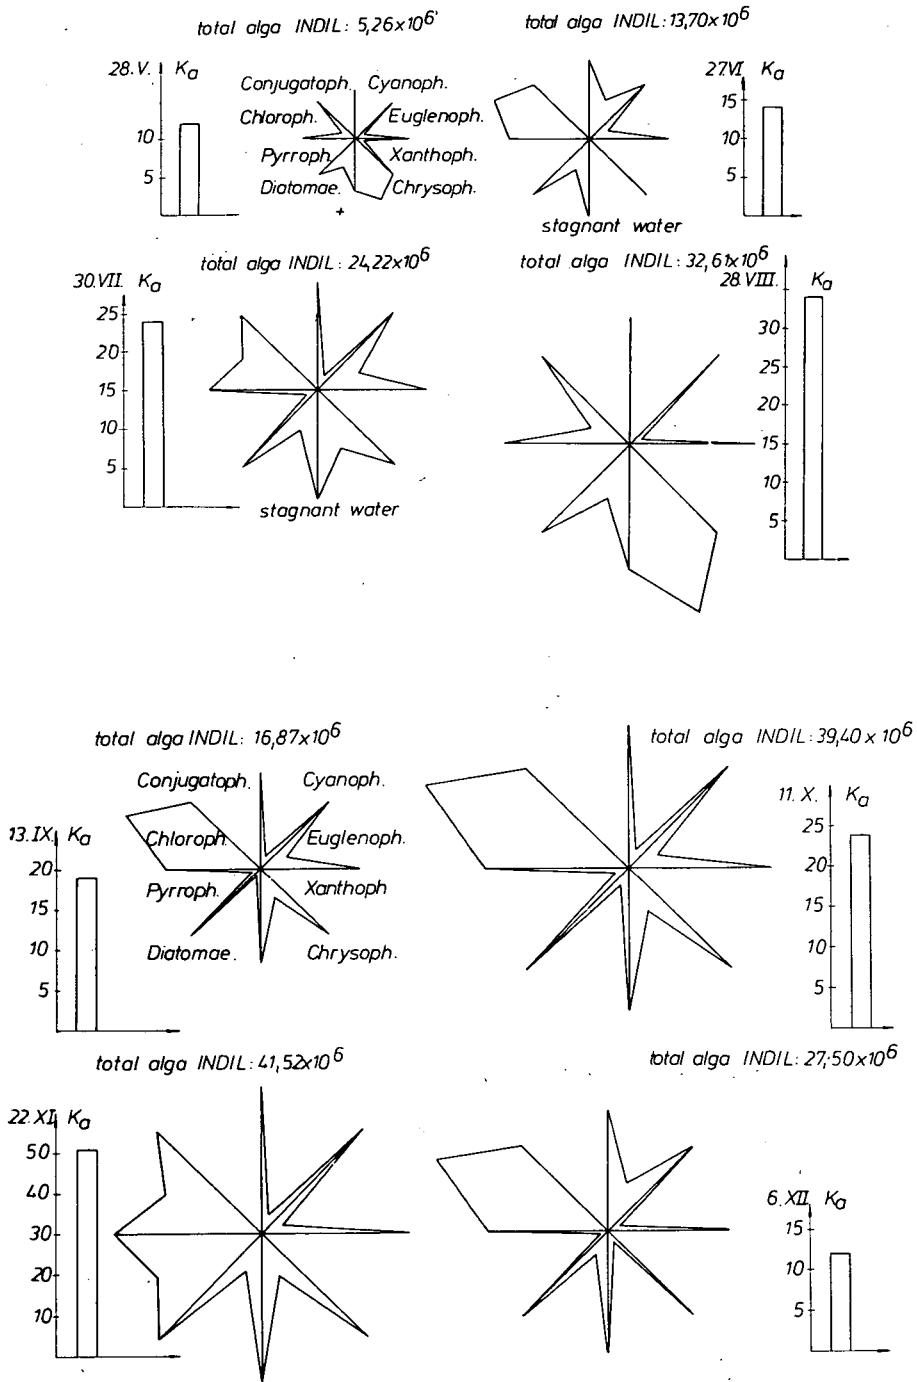 total alga INDIL: 5,26x10⁶
total alga INDIL: 13,70x10⁶
28.V. Ka
10
5
Conjugatoph. Cyanoph.
Chloroph. Euglenoph.
Pyrroph. Xanthoph.
Diatomae. Chrysoph.
+
stagnant water
27.VI Ka
15
10
5
total alga INDIL: 24,22x10⁶
total alga INDIL: 32,61x10⁶
30.VII. Ka
25
20
15
10
5
stagnant water
28.VIII. Ka
30
25
20
15
10
5
total alga INDIL: 16,87x10⁶
total alga INDIL: 39,40 x 10⁶
13.IX. Ka
20
15
10
5
Conjugatoph. Cyanoph.
Chloroph. Euglenoph.
Pyrroph. Xanthoph
Diatomae. Chrysoph.
11. X. Ka
25
20
15
10
5
total alga INDIL: 41,52x10⁶
total alga INDIL: 27,50x10⁶
22.XI Ka
50
40
30
20
10
6.XII. Ka
15
10
5